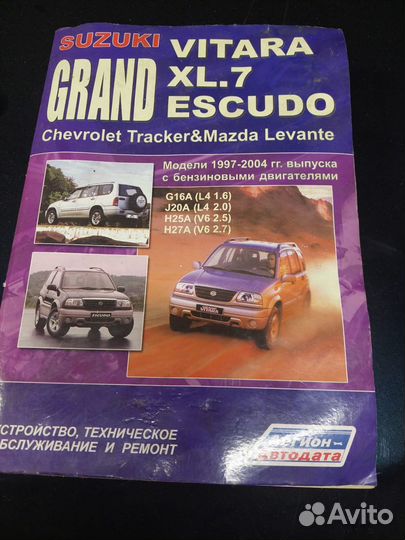 SUZUKI
GRAND
VITARA
XL.7
ESCUDO
Chevrolet Tracker&Mazda Levante
Модели 1997-2004 гг. выпуска
с бензиновыми двигателями
G16A (L4 1.6)
J20A (L4 2.0)
H25A (V6 2.5)
H27A (V6 2.7)
ESCUDO
VITARA
УСТРОЙСТВО, ТЕХНИЧЕСКОЕ
ОБСЛУЖИВАНИЕ И РЕМОНТ
Легион
Автодата
Avito